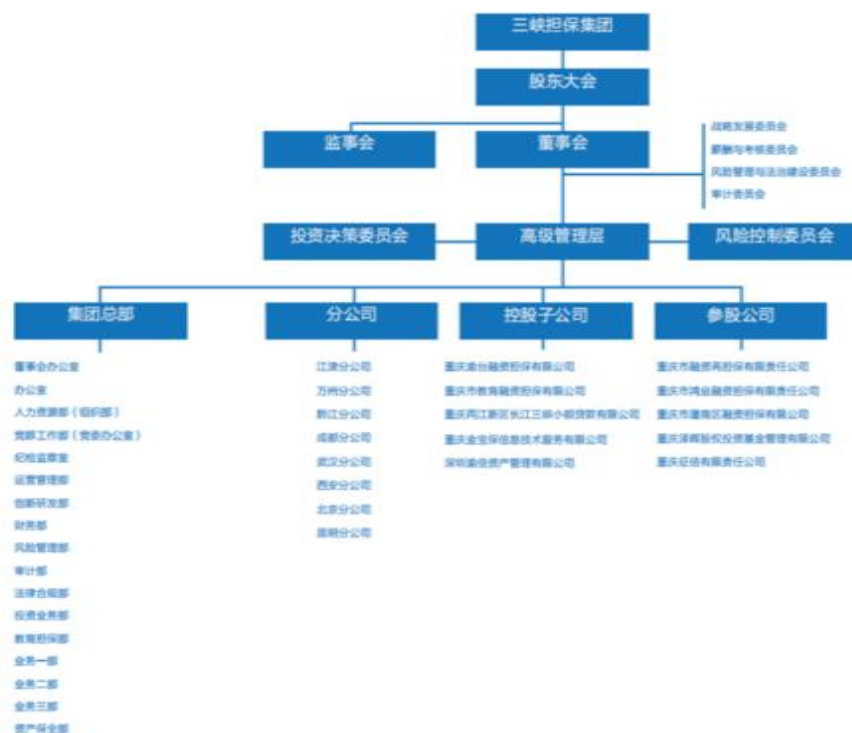 三峡担保集团
股东大会
监事会
董事会
战略发展委员会
薪酬与考核委员会
风险管理与法治建设委员会
审计委员会
投资决策委员会
高级管理层
风险控制委员会
集团总部
董事会办公室
办公室
人力资源部（组织部）
党群工作部（党委办公室）
纪检监察室
运营管理部
创新研发部
财务部
风险管理部
审计部
法律合规部
投资业务部
教育担保部
业务一部
业务二部
业务三部
资产保全部
分公司
江津分公司
万州分公司
黔江分公司
成都分公司
武汉分公司
西安分公司
北京分公司
昆明分公司
控股子公司
重庆渝台融资担保有限公司
重庆市教育融资担保有限公司
重庆两江新区长江三峡小额贷款有限公司
重庆金宝保信息技术服务有限公司
深圳渝信资产管理有限公司
参股公司
重庆市融资再担保有限责任公司
重庆市鸿业融资担保有限责任公司
重庆市潼南区融资担保有限公司
重庆泽晖股权投资基金管理有限公司
重庆征信有限责任公司